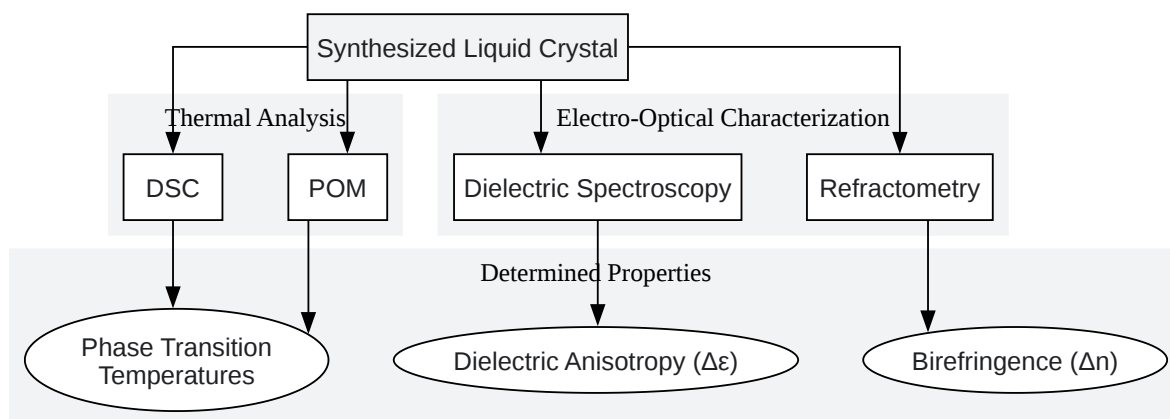 Synthesized Liquid Crystal
Thermal Analysis
Electro-Optical Characterization
DSC
POM
Dielectric Spectroscopy
Refractometry
Determined Properties
Phase Transition
Temperatures
Dielectric Anisotropy (Δε)
Birefringence (Δn)